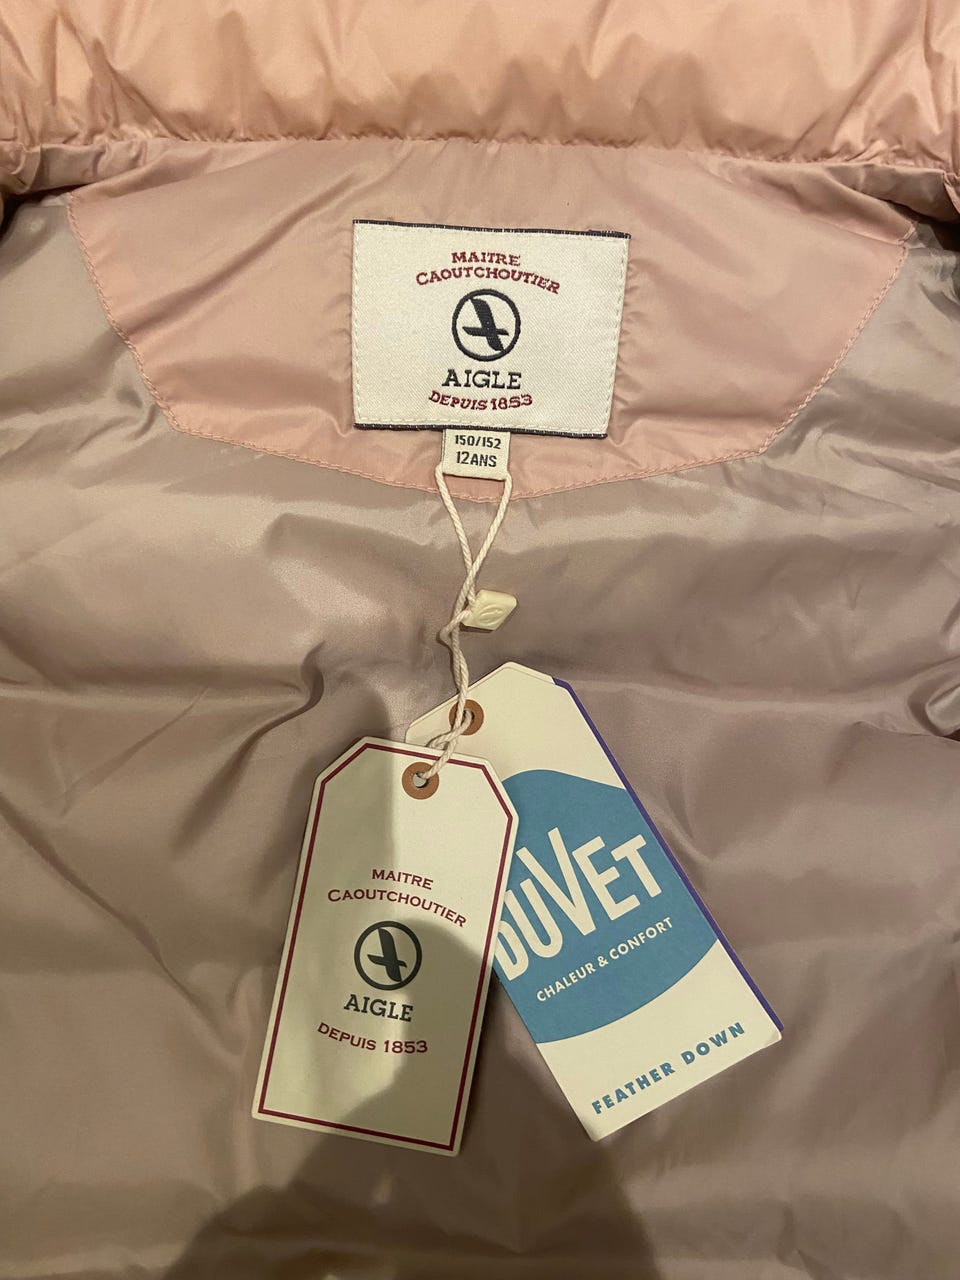 MAITRE
CAOUTCHOUTIER
AIGLE
DEPUIS 1853
150/152
12ANS
MAITRE
CAOUTCHOUTIER
AIGLE
DEPUIS 1853
DUVET
CHALEUR & CONFORT
FEATHER DOWN